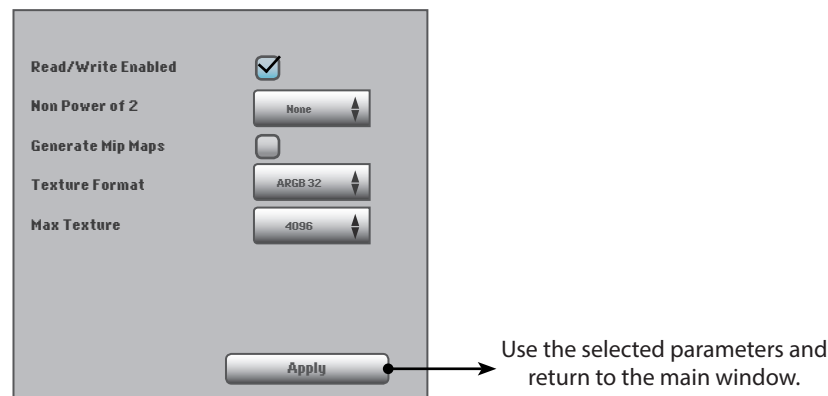 Read/Write Enabled
Non Power of 2
None
Generate Mip Maps
Texture Format
ARGB 32
Max Texture
4096
Apply
Use the selected parameters and
return to the main window.